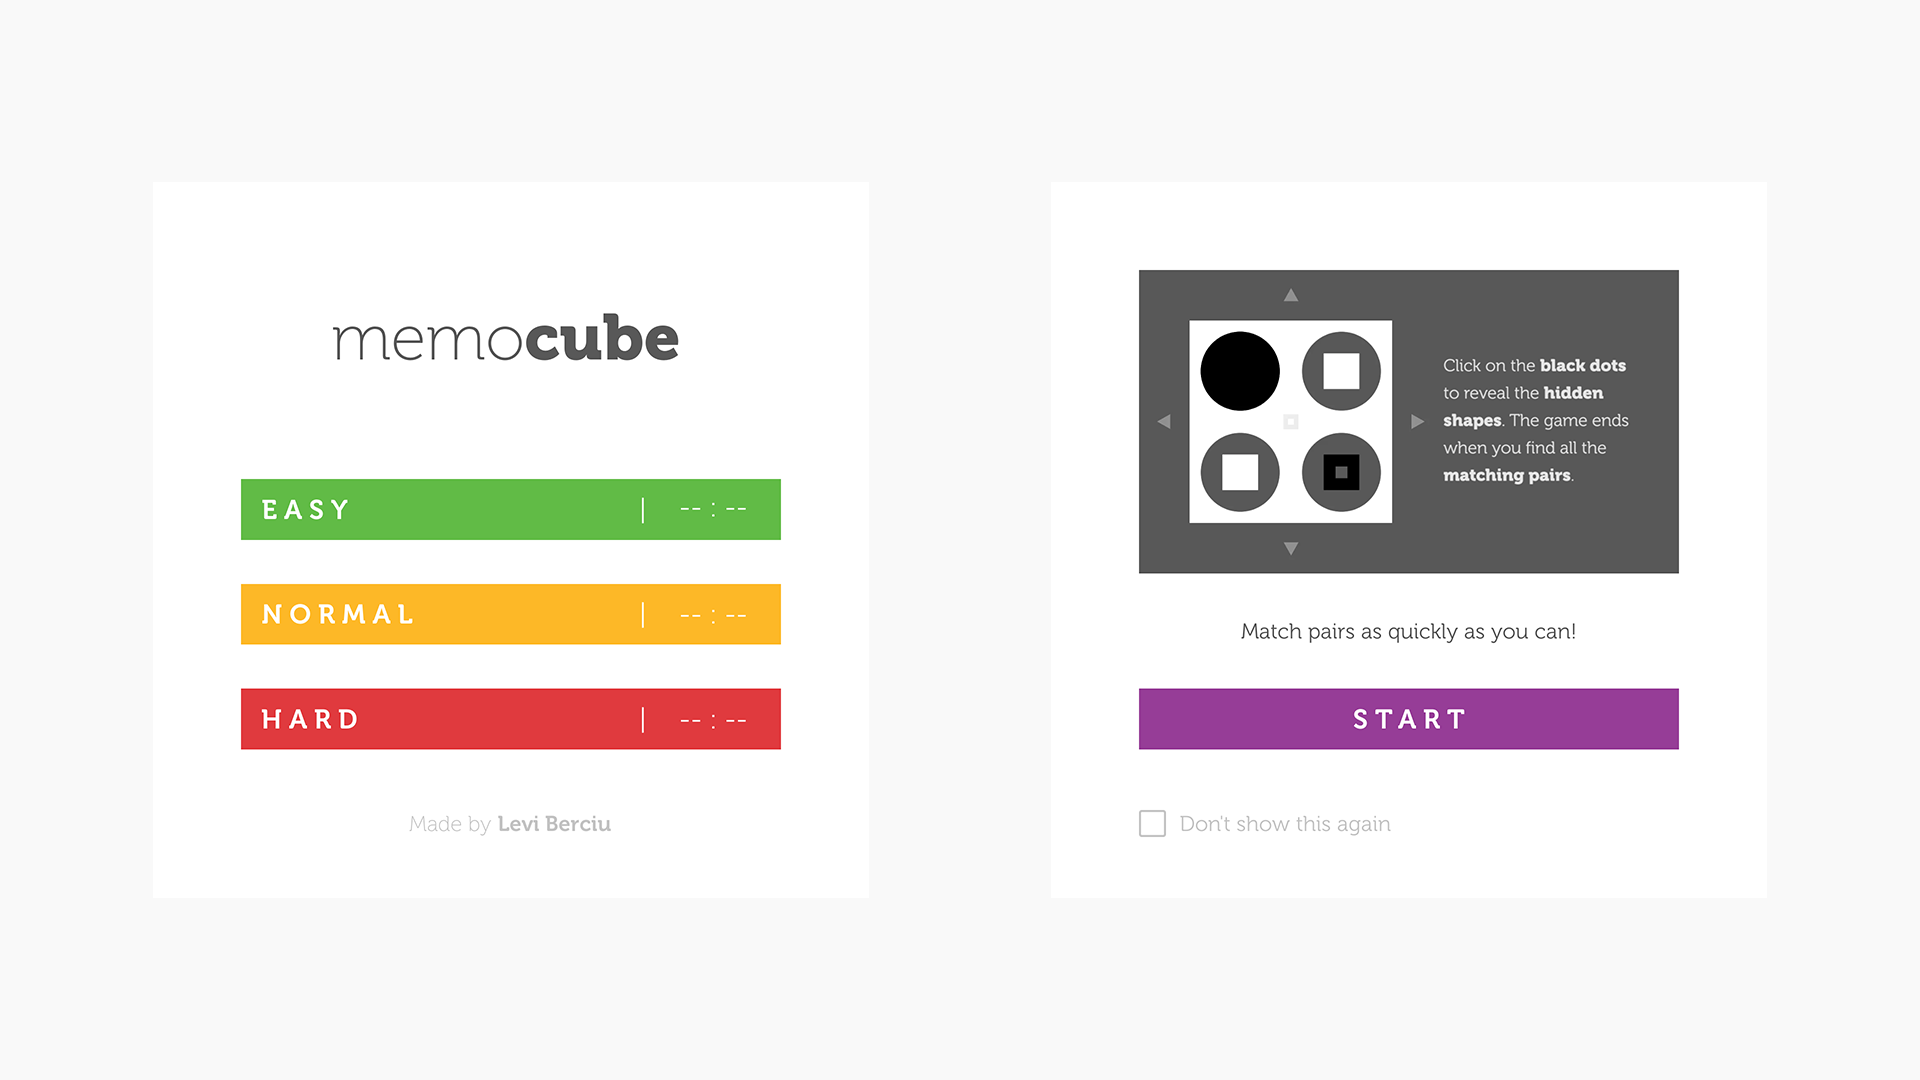 memocube
EASY | -- : --
NORMAL | -- : --
HARD | -- : --
Made by Levi Berciu
Click on the black dots
to reveal the hidden
shapes. The game ends
when you find all the
matching pairs.
Match pairs as quickly as you can!
START
Don't show this again